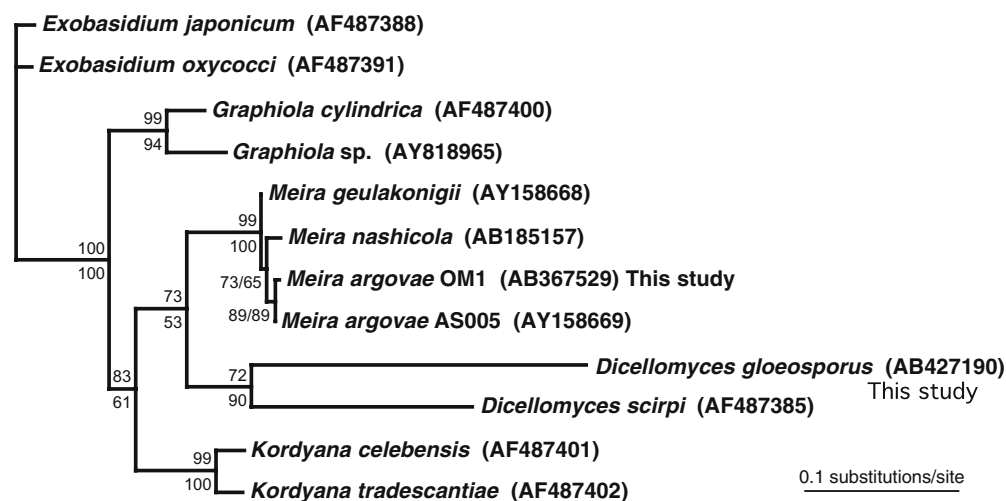 Exobasidium japonicum (AF487388)
Exobasidium oxycocci (AF487391)
99
Graphiola cylindrica (AF487400)
94
Graphiola sp. (AY818965)
Meira geulakonigii (AY158668)
99
Meira nashicola (AB185157)
100
100
100
73/65
Meira argovae OM1 (AB367529) This study
73
89/89
Meira argovae AS005 (AY158669)
53
72
Dicellomyces gloeosporus (AB427190)
This study
83
61
90
Dicellomyces scirpi (AF487385)
99
Kordyana celebensis (AF487401)
100
Kordyana tradescantiae (AF487402)
0.1 substitutions/site